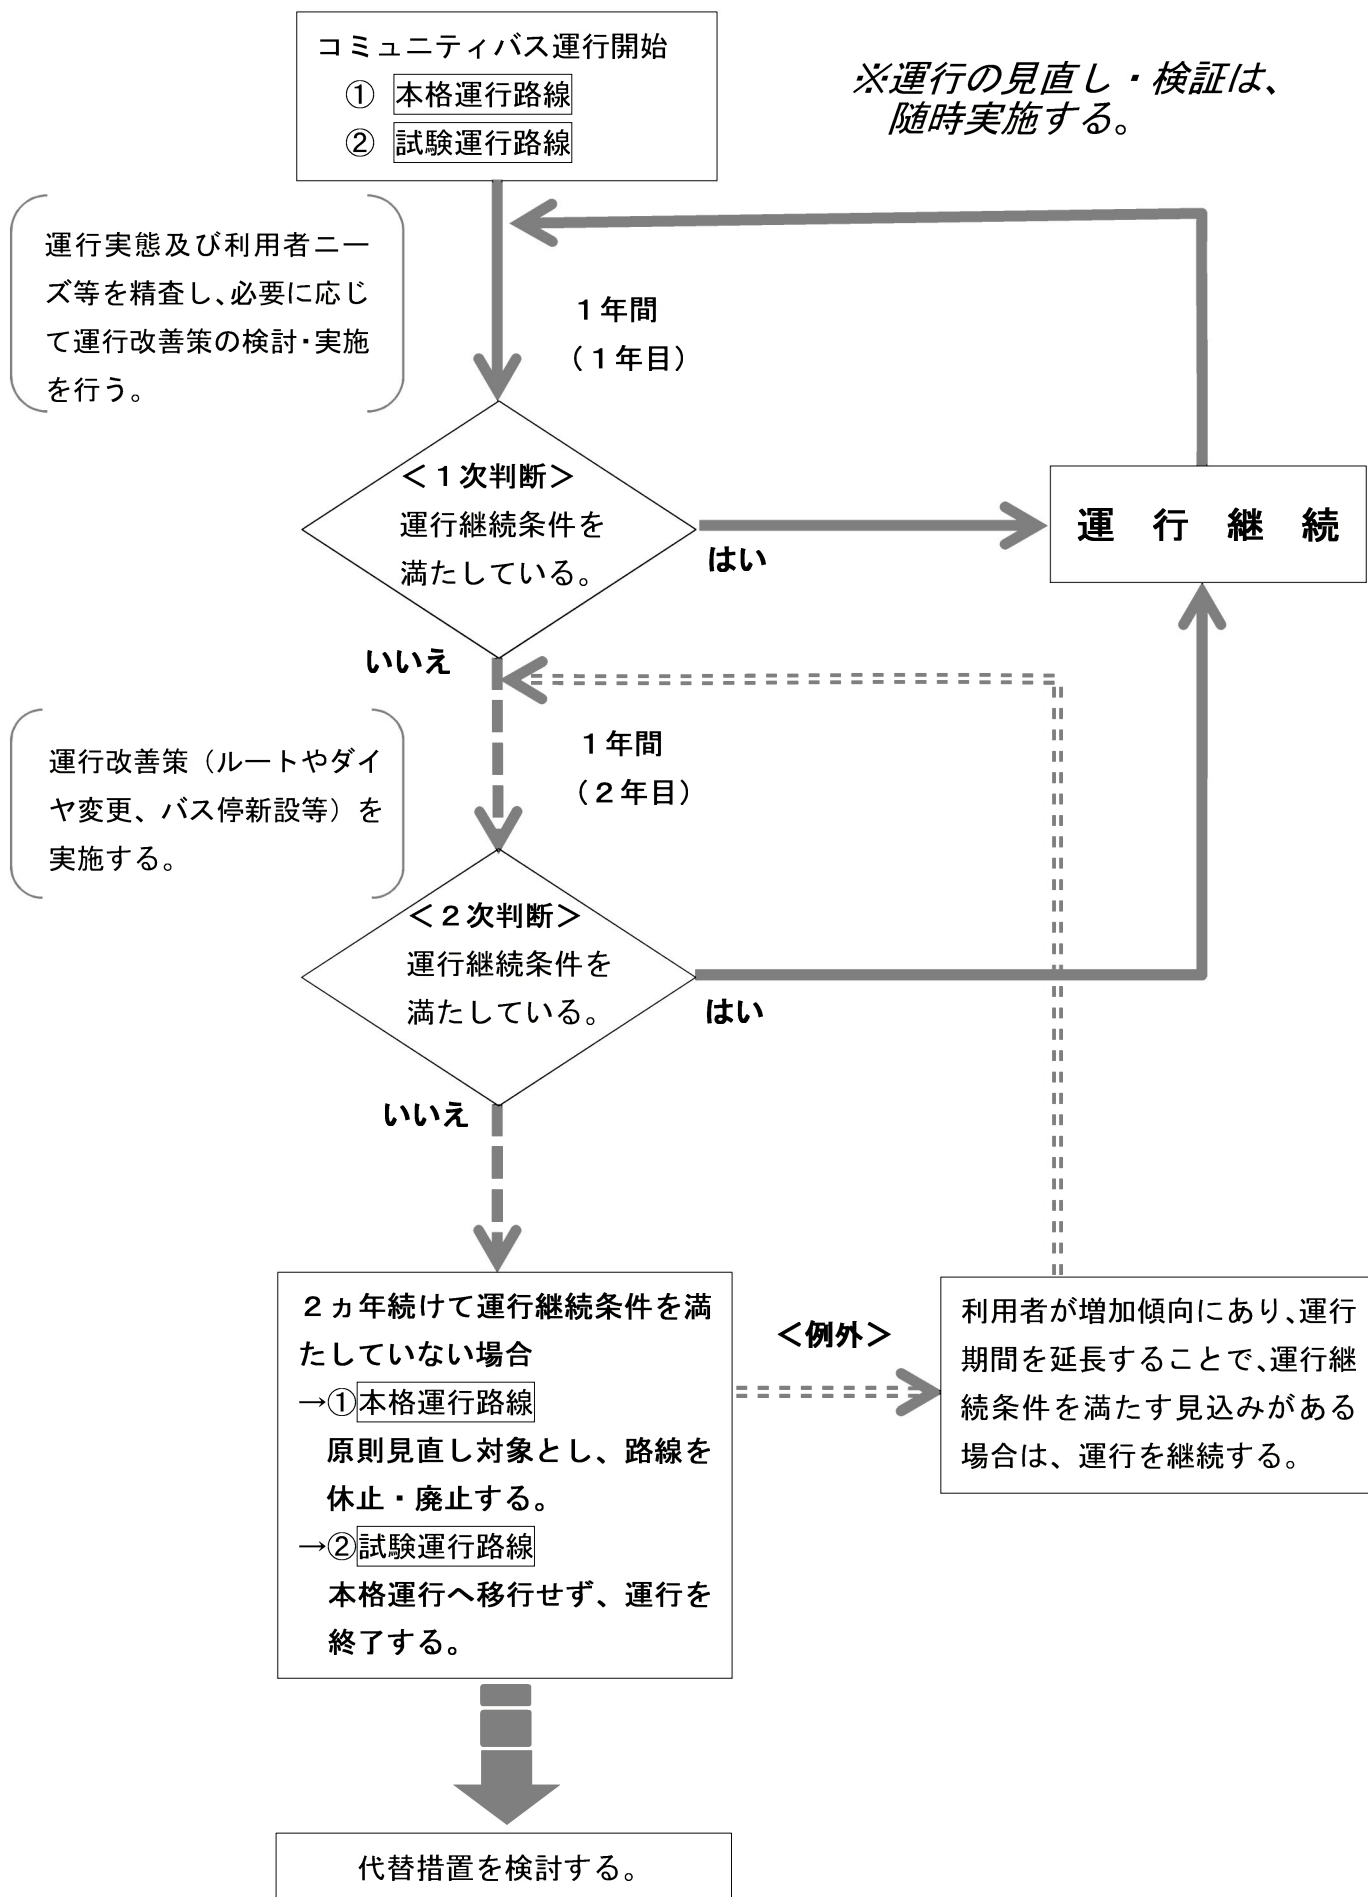 コミュニティバス運行開始
① 本格運行路線
② 試験運行路線
※運行の見直し・検証は、
随時実施する。
運行実態及び利用者ニー
ズ等を精査し、必要に応じ
て運行改善策の検討・実施
を行う。
１年間
（１年目）
＜１次判断＞
運行継続条件を
満たしている。
はい
運 行 継 続
いいえ
運行改善策（ルートやダイ
ヤ変更、バス停新設等）を
実施する。
１年間
（２年目）
＜２次判断＞
運行継続条件を
満たしている。
はい
いいえ
２ヵ年続けて運行継続条件を満
たしていない場合
→①本格運行路線
原則見直し対象とし、路線を
休止・廃止する。
→②試験運行路線
本格運行へ移行せず、運行を
終了する。
＜例外＞
利用者が増加傾向にあり、運行
期間を延長することで、運行継
続条件を満たす見込みがある
場合は、運行を継続する。
代替措置を検討する。